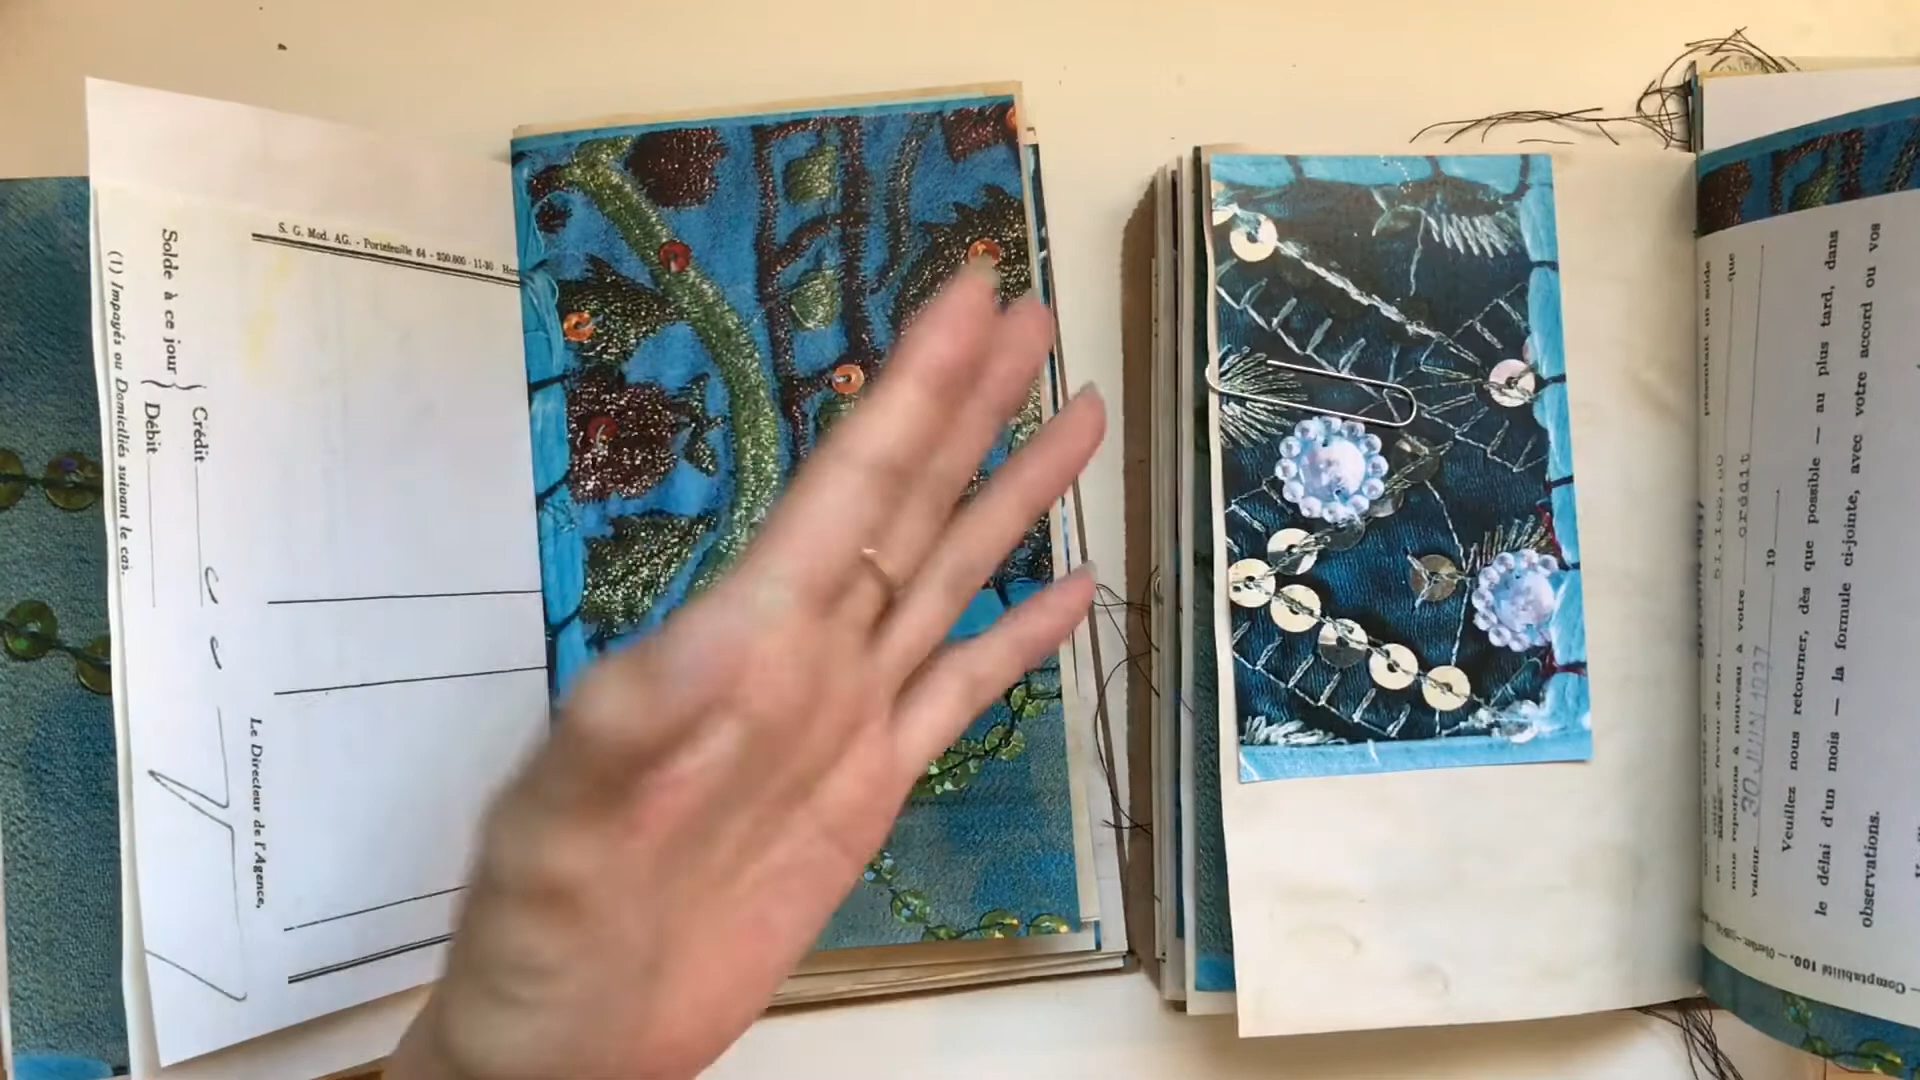 S. G. Mod. AG. - Portefeuille 64 - 200.000 - 11-30
Solde à ce jour
Crédit
Débit
(1) Impayés ou Domiciliés suivant le cas.
Le Directeur de l'Agence,
présentant un solde
que
nous reportions à nouveau à votre crédit
valeur 19
Veuillez nous retourner, dès que possible — au plus tard, dans
le délai d'un mois — la formule ci-jointe, avec votre accord ou vos
observations.
Comptabilité 100. —